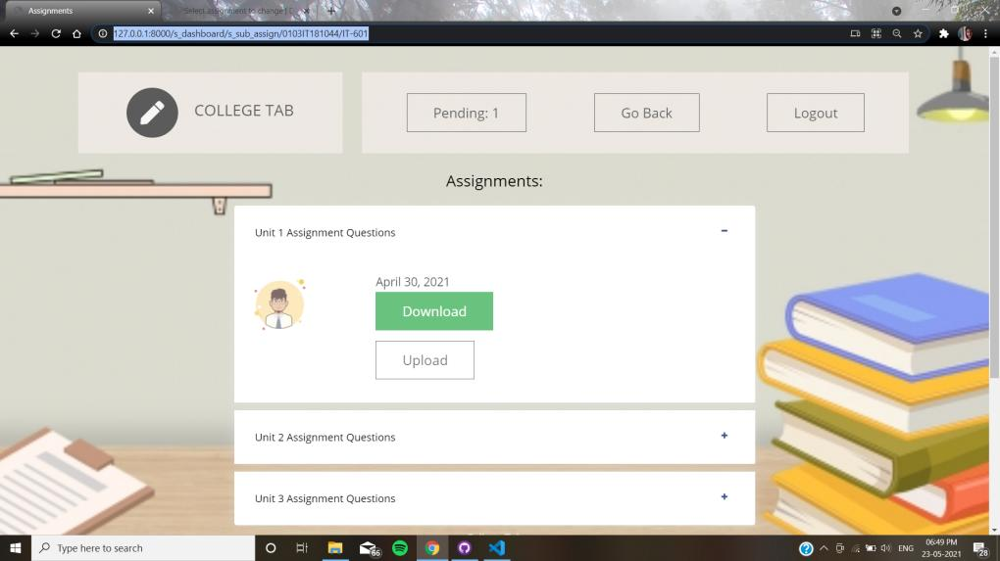 Assignments
Select assignment to change | D
127.0.0.1:8000/s_dashboard/s_sub_assign/0103IT181044/IT-601
COLLEGE TAB
Pending: 1
Go Back
Logout
Assignments:
Unit 1 Assignment Questions
-
April 30, 2021
Download
Upload
Unit 2 Assignment Questions
+
Unit 3 Assignment Questions
+
Type here to search
66
ENG
06:49 PM
23-05-2021
28